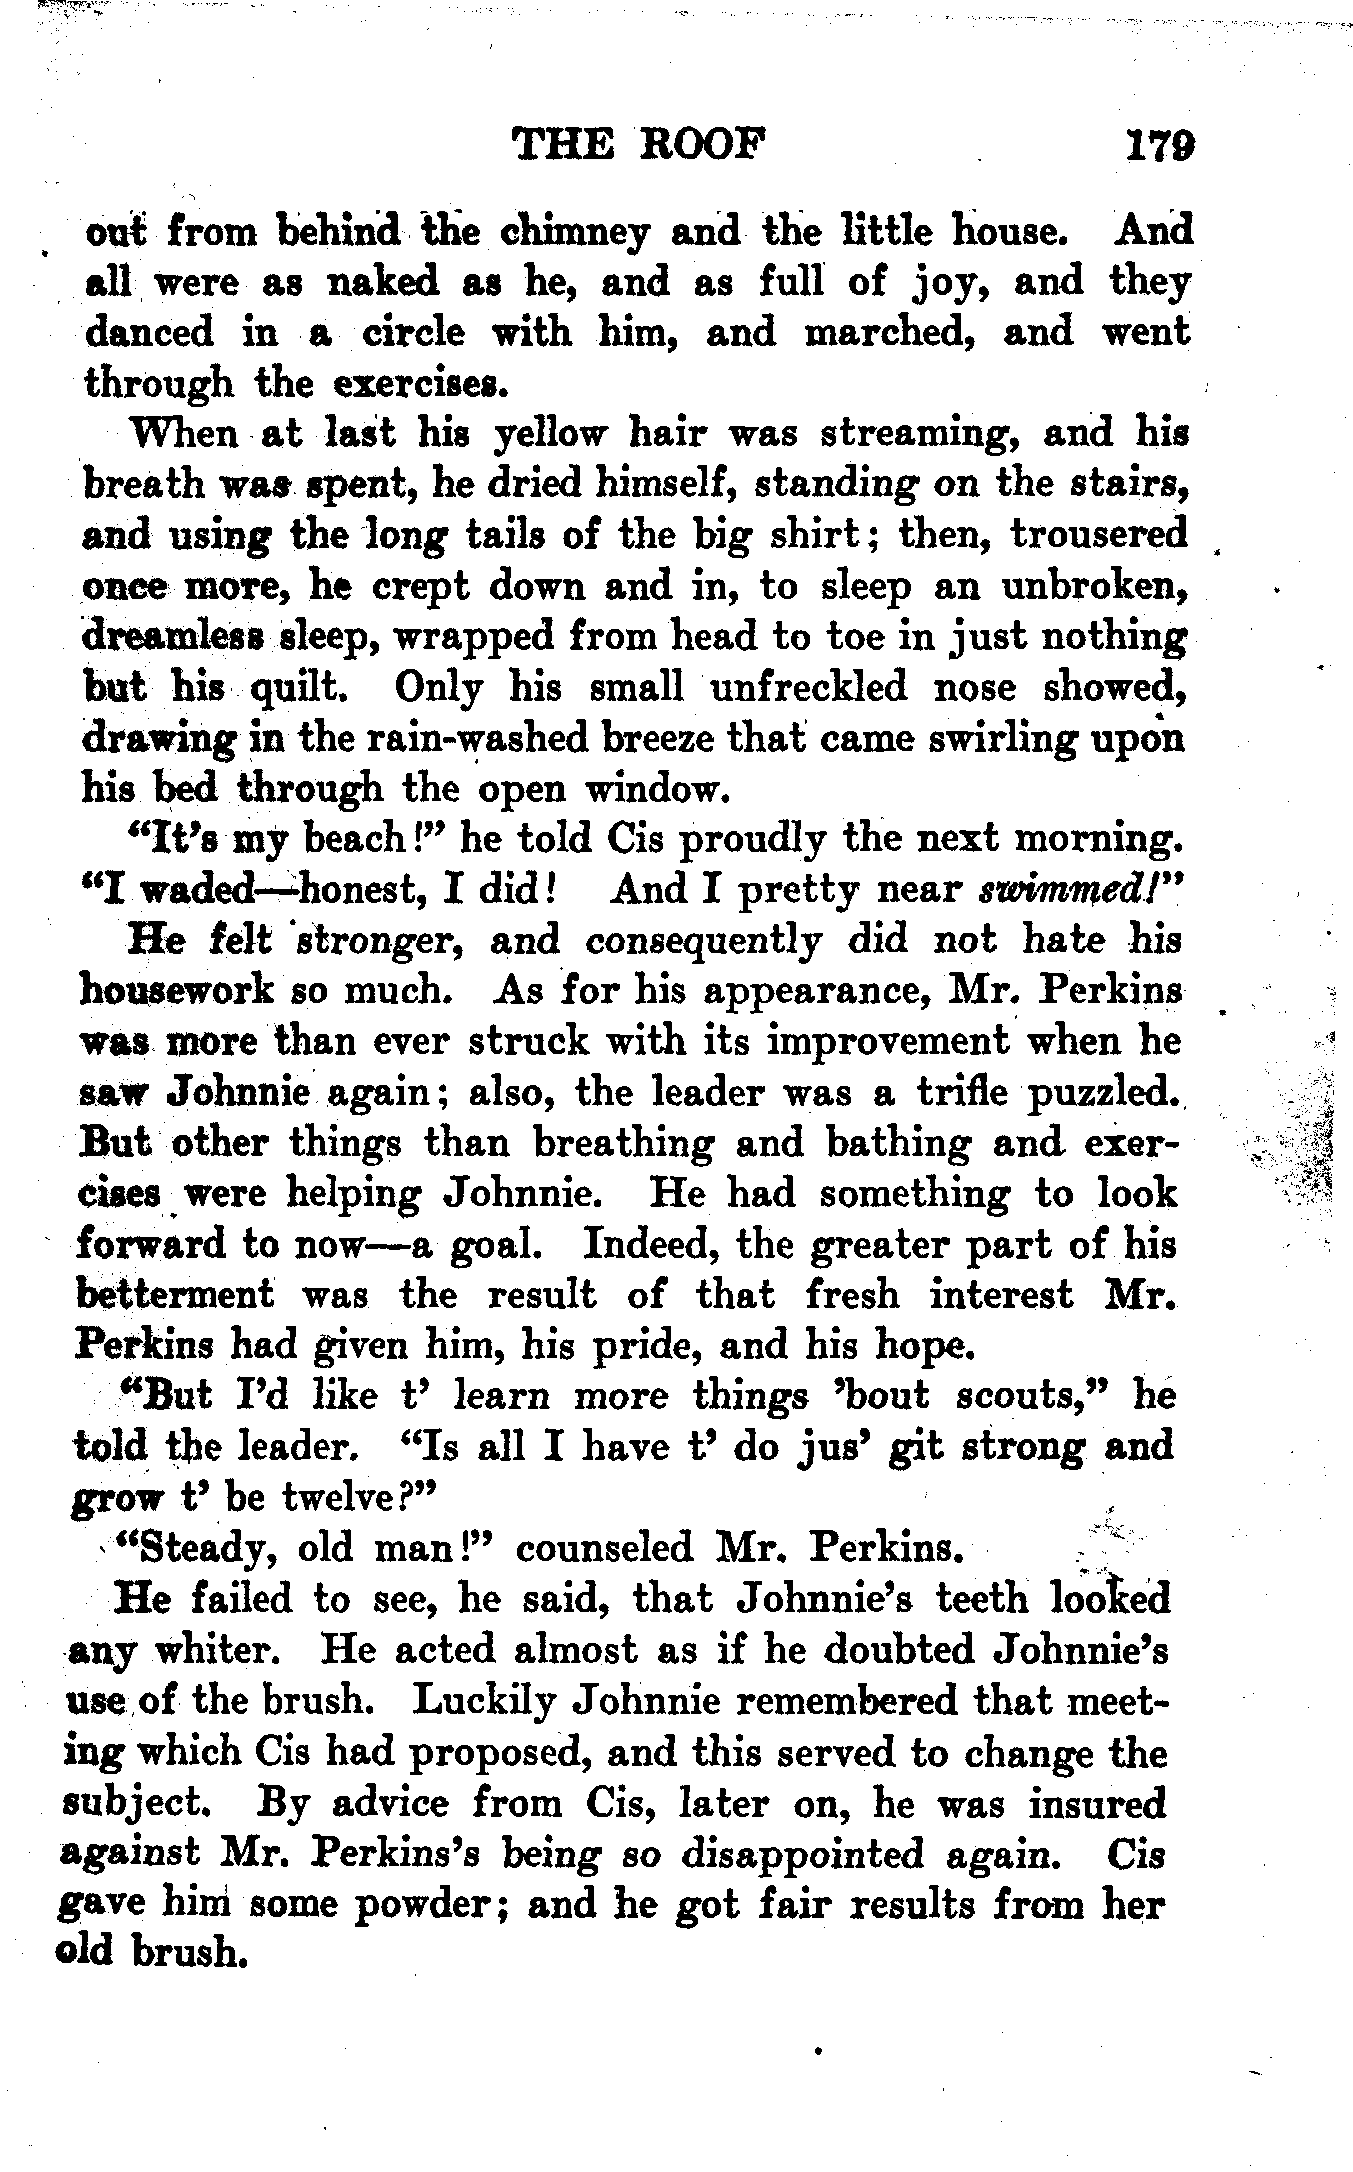 THE ROOF 179
out from behind the chimney and the little house. And
all were as naked as he, and as full of joy, and they
danced in a circle with him, and marched, and went
through the exercises.
When at last his yellow hair was streaming, and his
breath was spent, he dried himself, standing on the stairs,
and using the long tails of the big shirt; then, trousered
once more, he crept down and in, to sleep an unbroken,
dreamless sleep, wrapped from head to toe in just nothing
but his quilt. Only his small unfreckled nose showed,
drawing in the rain-washed breeze that came swirling upon
his bed through the open window.
“It’s my beach!” he told Cis proudly the next morning.
“I waded—honest, I did! And I pretty near swimmed!”
He felt stronger, and consequently did not hate his
housework so much. As for his appearance, Mr. Perkins
was more than ever struck with its improvement when he
saw Johnnie again; also, the leader was a trifle puzzled.
But other things than breathing and bathing and exer-
cises were helping Johnnie. He had something to look
forward to now—a goal. Indeed, the greater part of his
betterment was the result of that fresh interest Mr.
Perkins had given him, his pride, and his hope.
“But I’d like t’ learn more things ’bout scouts,” he
told the leader. “Is all I have t’ do jus’ git strong and
grow t’ be twelve?”
“Steady, old man!” counseled Mr. Perkins.
He failed to see, he said, that Johnnie’s teeth looked
any whiter. He acted almost as if he doubted Johnnie’s
use of the brush. Luckily Johnnie remembered that meet-
ing which Cis had proposed, and this served to change the
subject. By advice from Cis, later on, he was insured
against Mr. Perkins’s being so disappointed again. Cis
gave him some powder; and he got fair results from her
old brush.